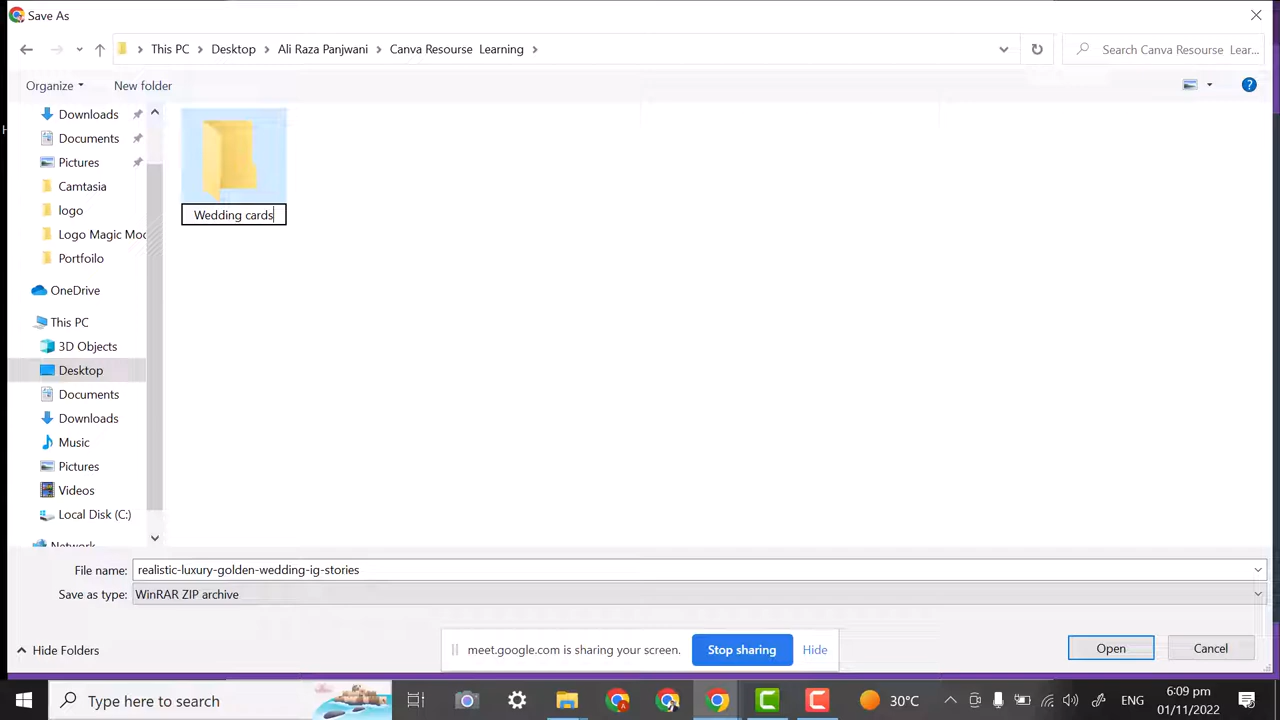 Save As
This PC
Desktop
Ali Raza Panjwani
Canva Resourse Learning
Search Canva Resourse Lear...
Organize
New folder
Downloads
Documents
Pictures
Camtasia
logo
Logo Magic Moc
Portfoilo
OneDrive
This PC
3D Objects
Desktop
Documents
Downloads
Music
Pictures
Videos
Local Disk (C:)
Network
Wedding cards
File name:
realistic-luxury-golden-wedding-ig-stories
Save as type:
WinRAR ZIP archive
Hide Folders
meet.google.com is sharing your screen.
Stop sharing
Hide
Open
Cancel
Type here to search
30°C
ENG
6:09 pm
01/11/2022